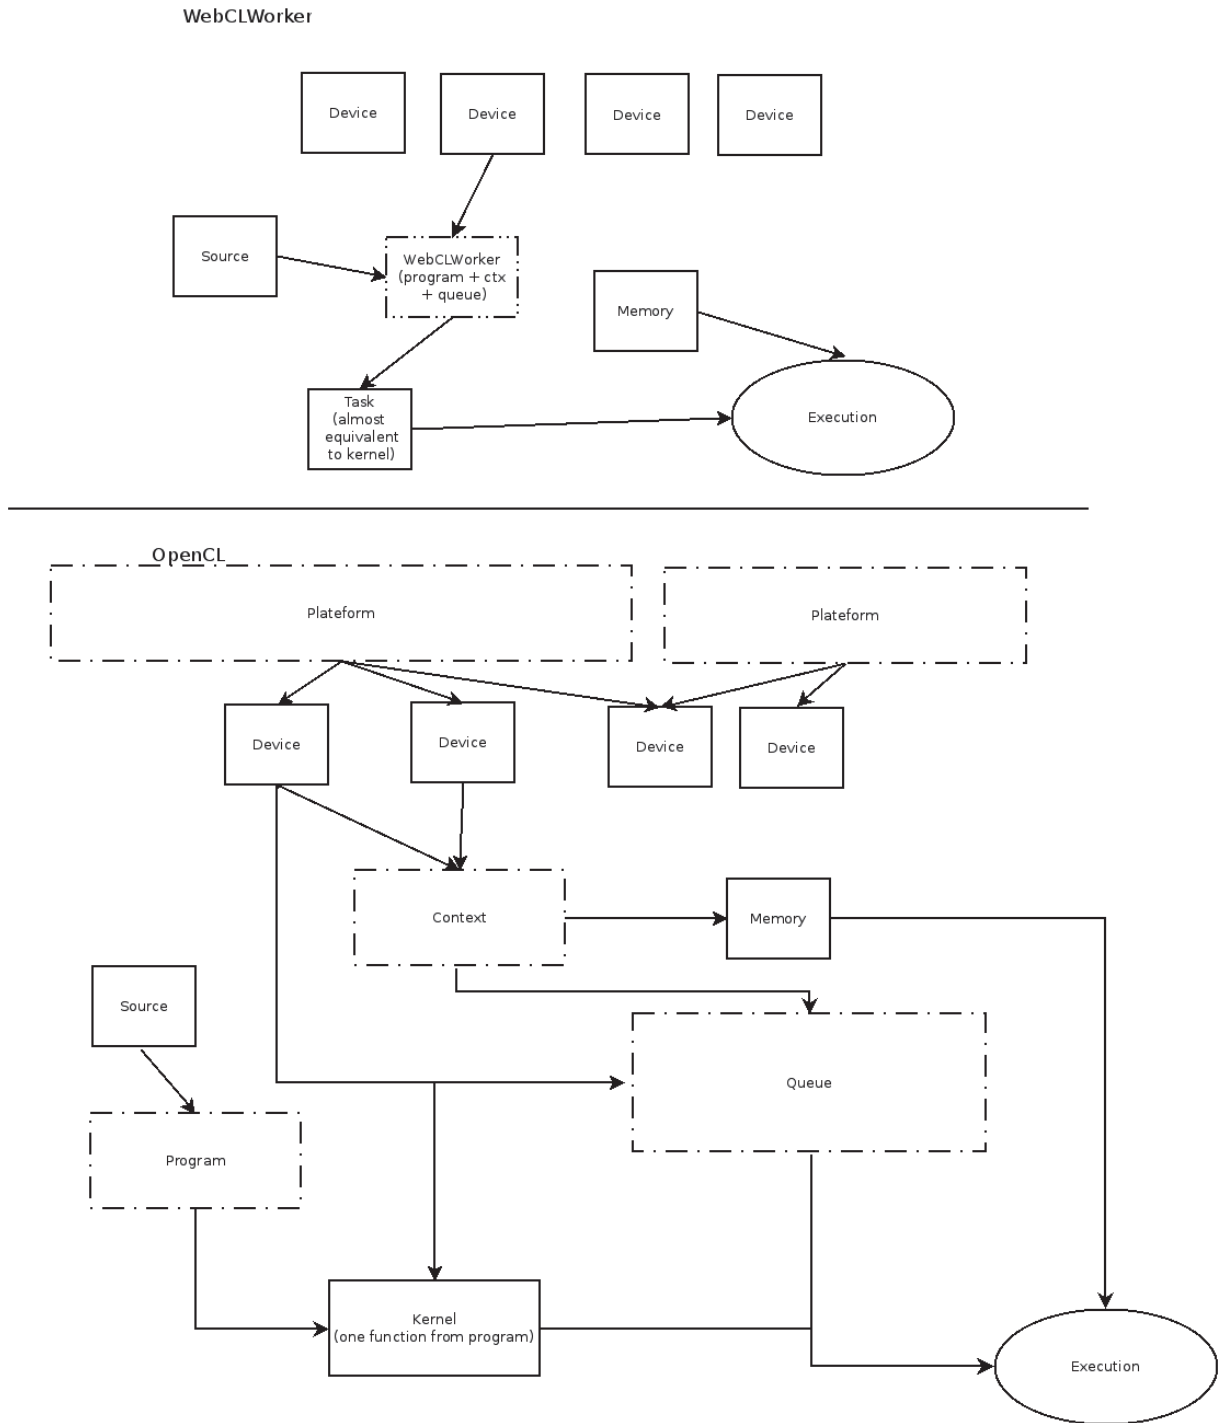 WebCLWorker
Device
Device
Device
Device
Source
WebCLWorker
(program + ctx
+ queue)
Memory
Task
(almost
equivalent
to kernel)
Execution
OpenCL
Plateform
Plateform
Device
Device
Device
Device
Context
Memory
Source
Queue
Program
Kernel
(one function from program)
Execution